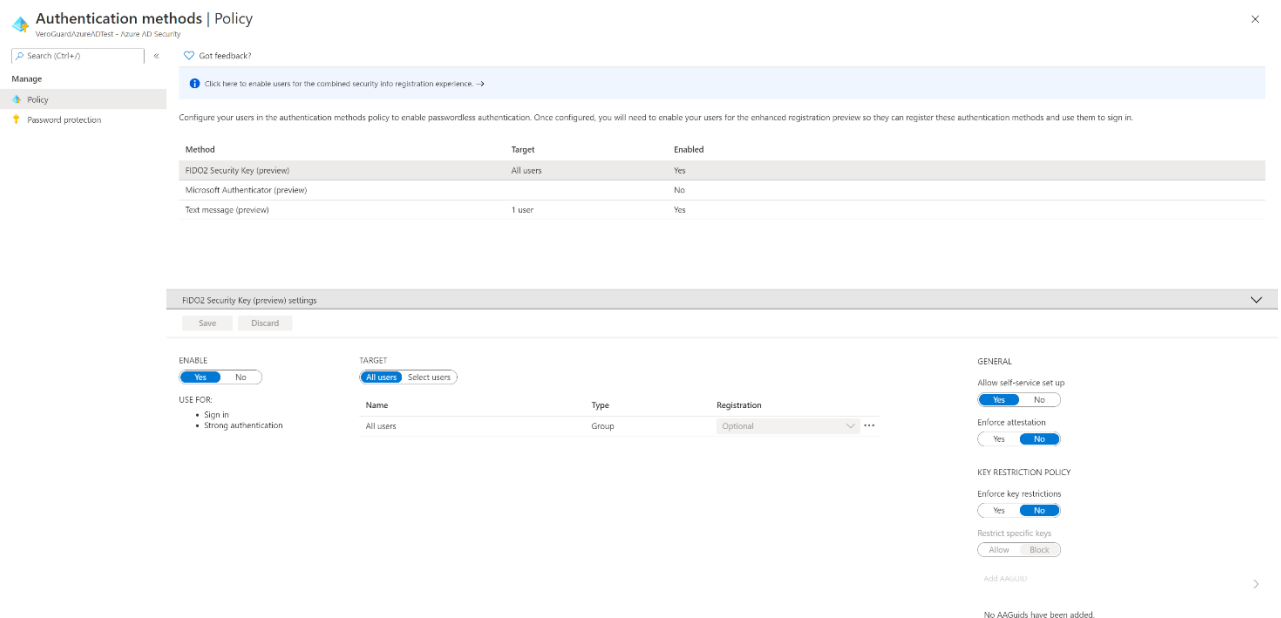 Authentication methods | Policy
VeroGuardAzureADTest - Azure AD Security
Search (Ctrl+/)
«
Got feedback?
Manage
Policy
Password protection
Click here to enable users for the combined security info registration experience. →
Configure your users in the authentication methods policy to enable passwordless authentication. Once configured, you will need to enable your users for the enhanced registration preview so they can register these authentication methods and use them to sign in.
Method Target Enabled
FIDO2 Security Key (preview) All users Yes
Microsoft Authenticator (preview) No
Text message (preview) 1 user Yes
FIDO2 Security Key (preview) settings
Save Discard
ENABLE
Yes No
USE FOR:
• Sign in
• Strong authentication
TARGET
All users Select users
Name Type Registration
All users Group Optional ...
GENERAL
Allow self-service set up
Yes No
Enforce attestation
Yes No
KEY RESTRICTION POLICY
Enforce key restrictions
Yes No
Restrict specific keys
Allow Block
Add AAGUID
No AAGuids have been added.